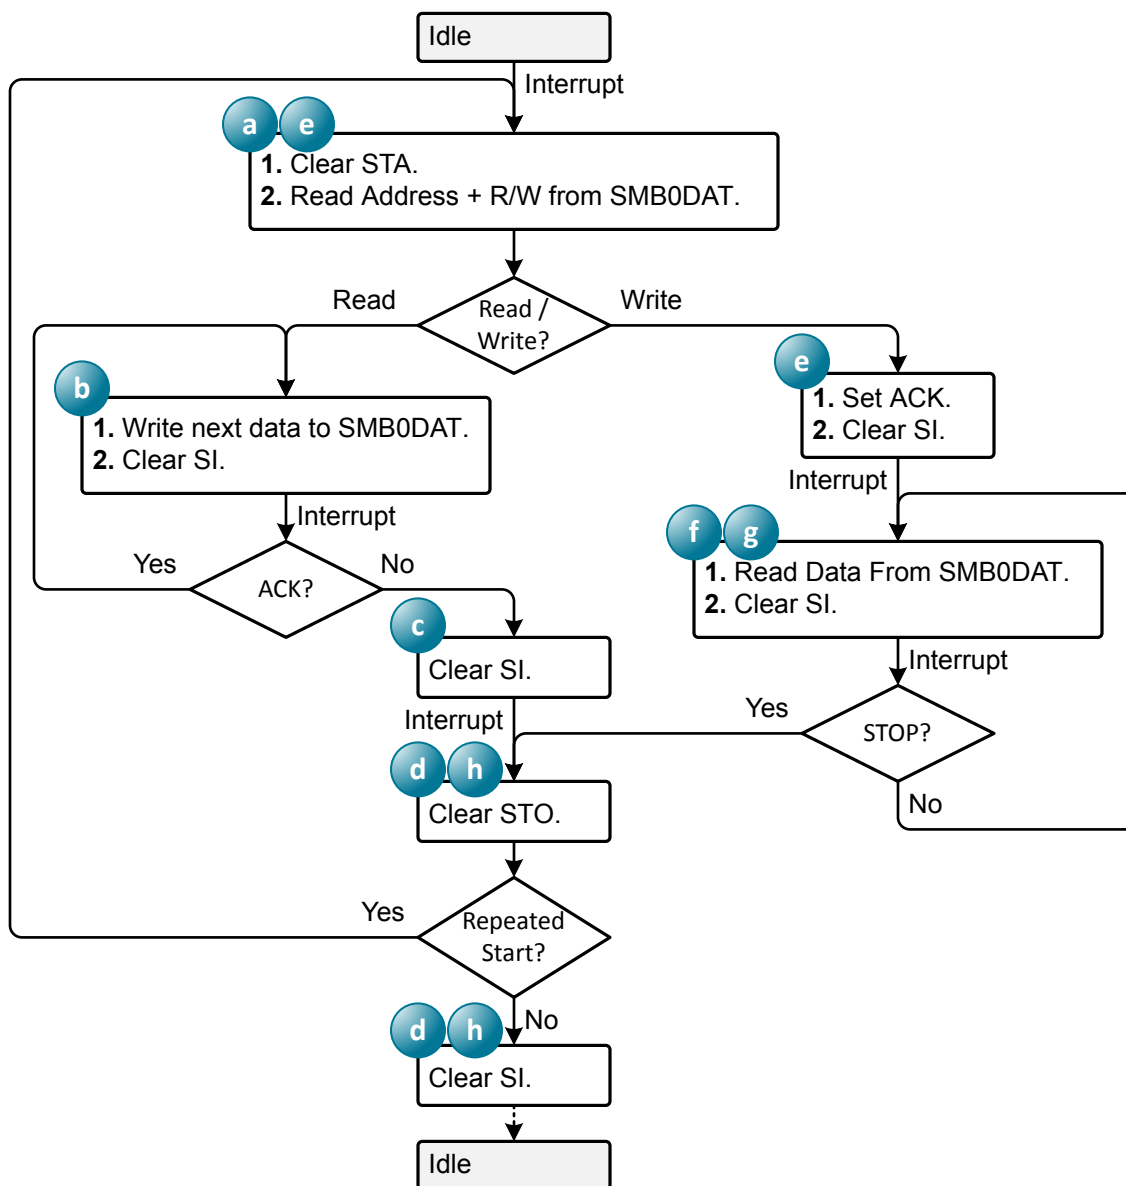 Idle
Interrupt
a e
1. Clear STA.
2. Read Address + R/W from SMB0DAT.
Read
Read /
Write?
Write
b
1. Write next data to SMB0DAT.
2. Clear SI.
e
1. Set ACK.
2. Clear SI.
Interrupt
Interrupt
Yes
ACK?
No
f g
1. Read Data From SMB0DAT.
2. Clear SI.
c
Clear SI.
Interrupt
Interrupt
Yes
STOP?
No
d h
Clear STO.
Yes
Repeated
Start?
No
d h
Clear SI.
Idle